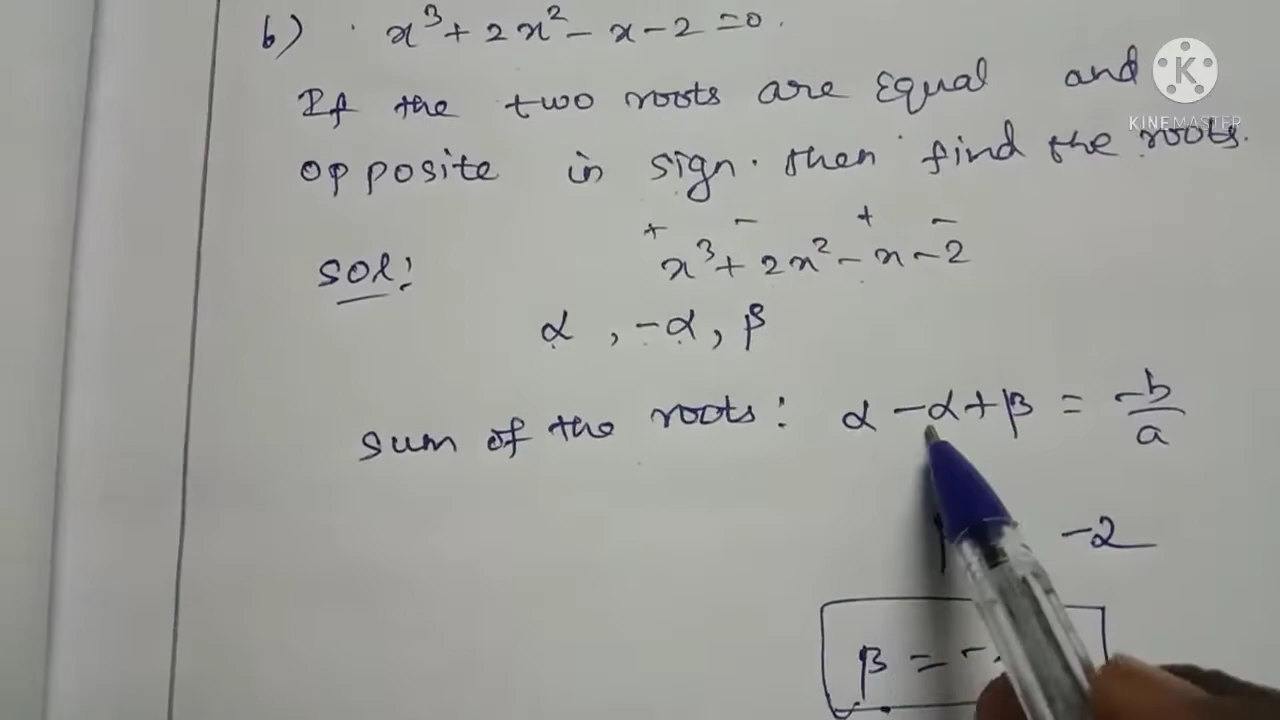 b) x³ + 2x² - x - 2 = 0.
If the two roots are Equal and
opposite in sign. then find the roots.
K
KINEMASTER
+ - + -
Sol: x³ + 2x² - x - 2
α, -α, β
sum of the roots: α - α + β = -b/a
-2
β = -